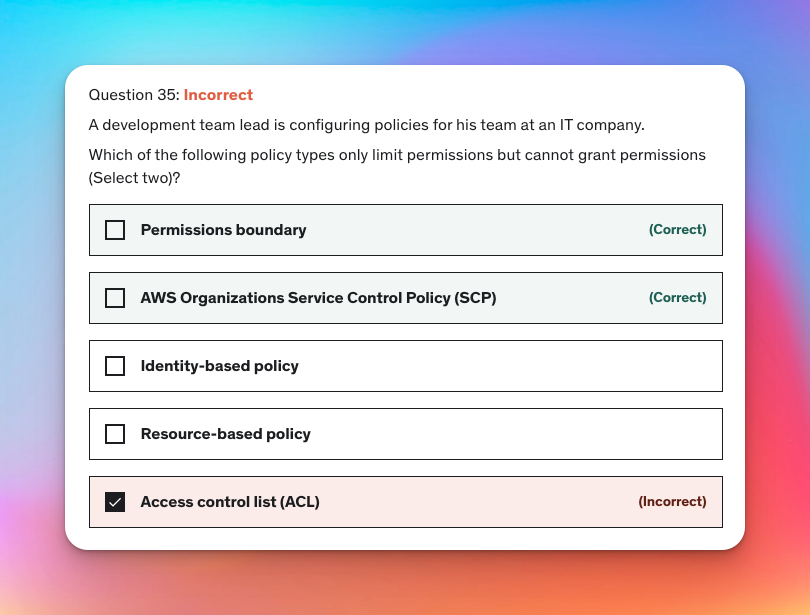 Question 35: Incorrect
A development team lead is configuring policies for his team at an IT company.
Which of the following policy types only limit permissions but cannot grant permissions
(Select two)?
Permissions boundary (Correct)
AWS Organizations Service Control Policy (SCP) (Correct)
Identity-based policy
Resource-based policy
Access control list (ACL) (Incorrect)